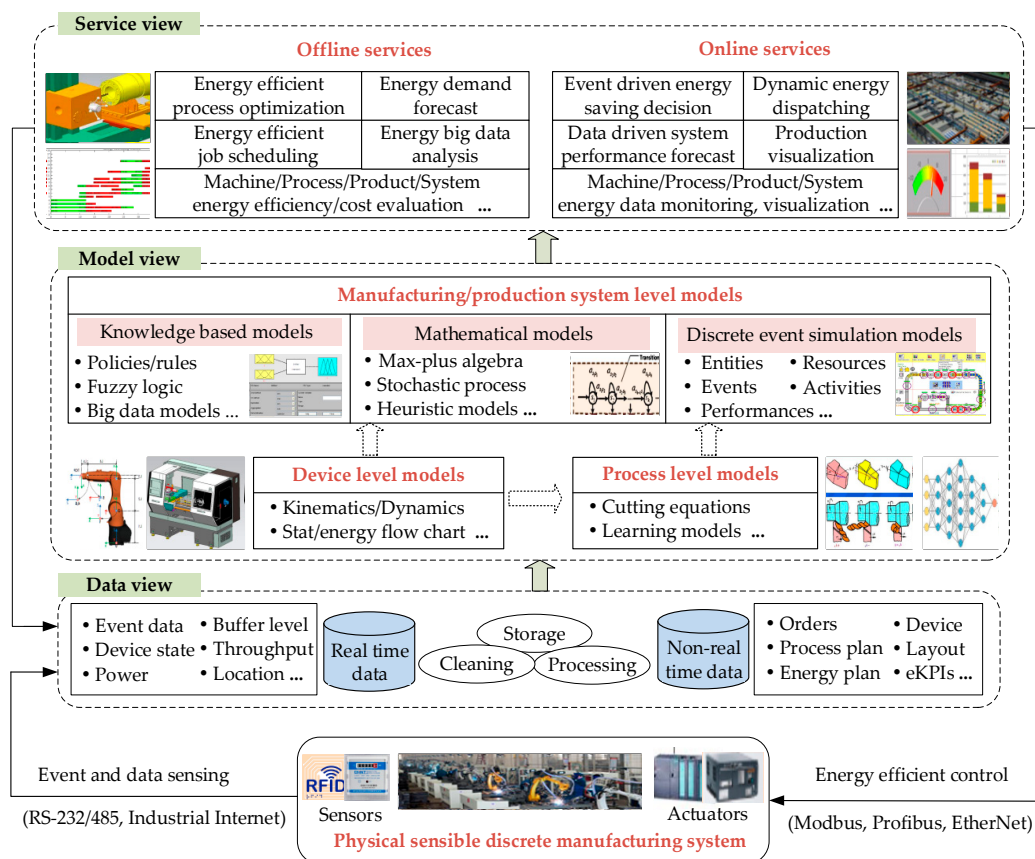 Service view
Offline services
Online services
Energy efficient
process optimization
Energy demand
forecast
Event driven energy
saving decision
Dynamic energy
dispatching
Energy efficient
job scheduling
Energy big data
analysis
Data driven system
performance forecast
Production
visualization
Machine/Process/Product/System
energy efficiency/cost evaluation ...
Machine/Process/Product/System
energy data monitoring, visualization ...
Model view
Manufacturing/production system level models
Knowledge based models
• Policies/rules
• Fuzzy logic
• Big data models ...
Mathematical models
• Max-plus algebra
• Stochastic process
• Heuristic models ...
Transition
Discrete event simulation models
• Entities
• Resources
• Events
• Activities
• Performances ...
Device level models
• Kinematics/Dynamics
• Stat/energy flow chart ...
Process level models
• Cutting equations
• Learning models ...
Data view
• Event data
• Buffer level
• Device state
• Throughput
• Power
• Location ...
Real time
data
Storage
Cleaning
Processing
Non-real
time data
• Orders
• Device
• Process plan
• Layout
• Energy plan
• eKPIs ...
Event and data sensing
(RS-232/485, Industrial Internet)
RFID
Sensors
Actuators
Physical sensible discrete manufacturing system
Energy efficient control
(Modbus, Profibus, EtherNet)